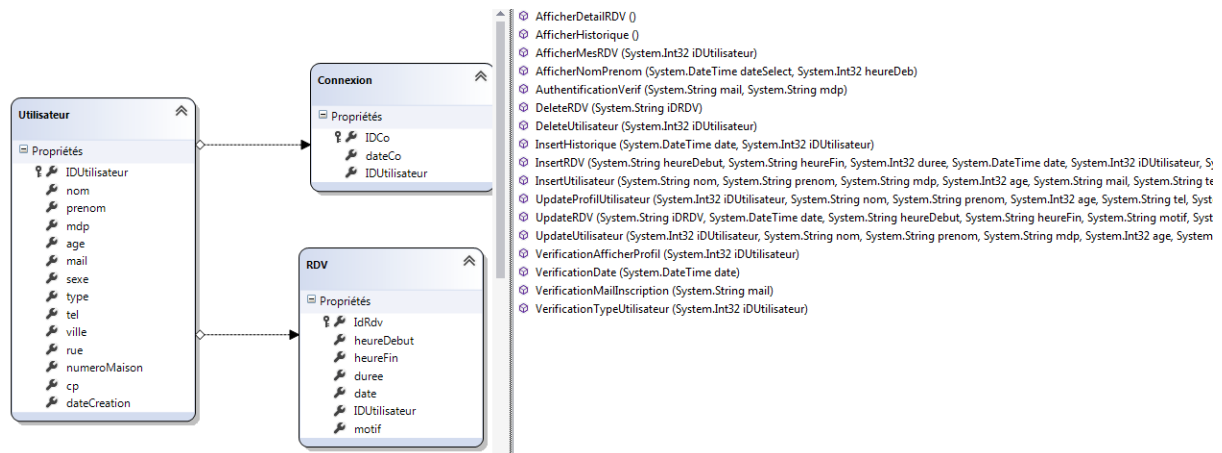 Utilisateur
Propriétés
IDUtilisateur
nom
prenom
mdp
age
mail
sexe
type
tel
ville
rue
numeroMaison
cp
dateCreation
Connexion
Propriétés
IDCo
dateCo
IDUtilisateur
RDV
Propriétés
IdRdv
heureDebut
heureFin
duree
date
IDUtilisateur
motif
AfficherDetailRDV ()
AfficherHistorique ()
AfficherMesRDV (System.Int32 iDUtilisateur)
AfficherNomPrenom (System.DateTime dateSelect, System.Int32 heureDeb)
AuthentificationVerif (System.String mail, System.String mdp)
DeleteRDV (System.String iDRDV)
DeleteUtilisateur (System.Int32 iDUtilisateur)
InsertHistorique (System.DateTime date, System.Int32 iDUtilisateur)
InsertRDV (System.String heureDebut, System.String heureFin, System.Int32 duree, System.DateTime date, System.Int32 iDUtilisateur, S
InsertUtilisateur (System.String nom, System.String prenom, System.String mdp, System.Int32 age, System.String mail, System.String te
UpdateProfilUtilisateur (System.Int32 iDUtilisateur, System.String nom, System.String prenom, System.Int32 age, System.String tel, Syste
UpdateRDV (System.String iDRDV, System.DateTime date, System.String heureDebut, System.String heureFin, System.String motif, Syst
UpdateUtilisateur (System.Int32 iDUtilisateur, System.String nom, System.String prenom, System.String mdp, System.Int32 age, System
VerificationAfficherProfil (System.Int32 iDUtilisateur)
VerificationDate (System.DateTime date)
VerificationMailInscription (System.String mail)
VerificationTypeUtilisateur (System.Int32 iDUtilisateur)